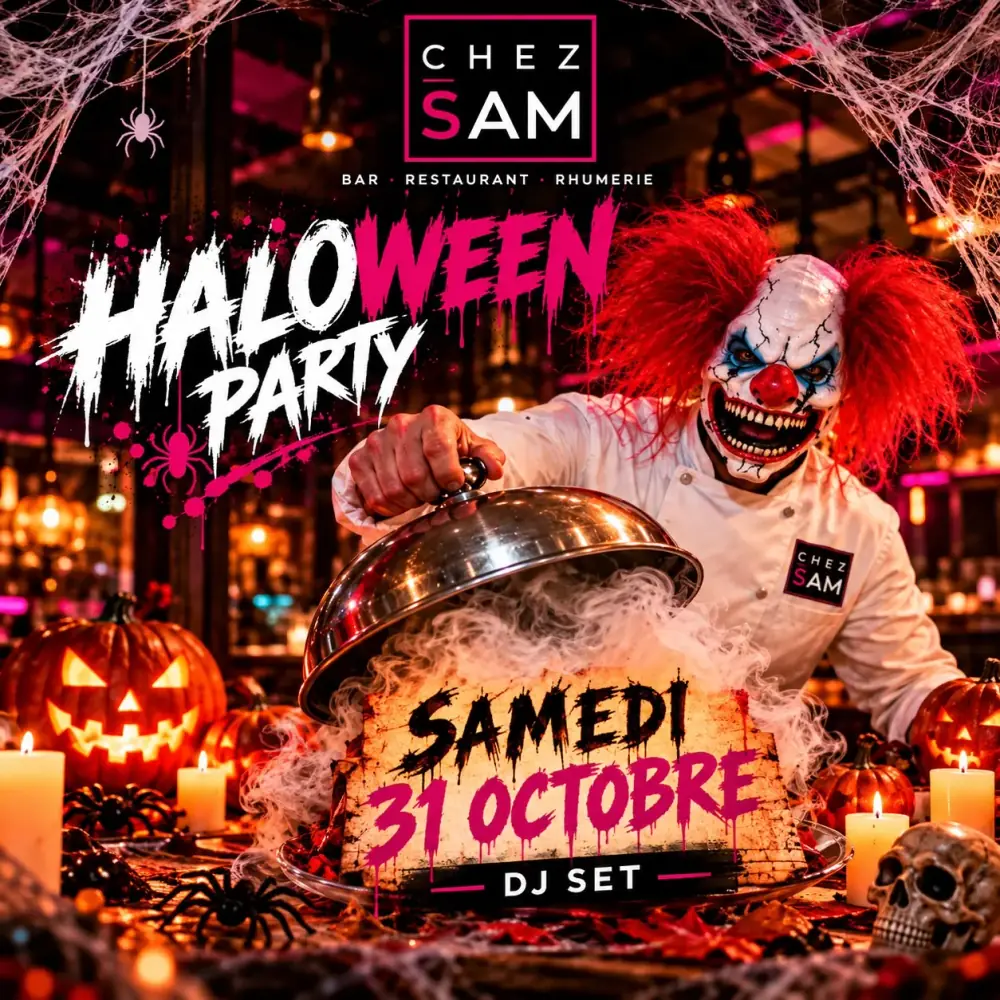 CHEZ
SAM
BAR · RESTAURANT · RHUMERIE
HALOWEEN
PARTY
CHEZ
SAM
SAMEDI
31 OCTOBRE
DJ SET